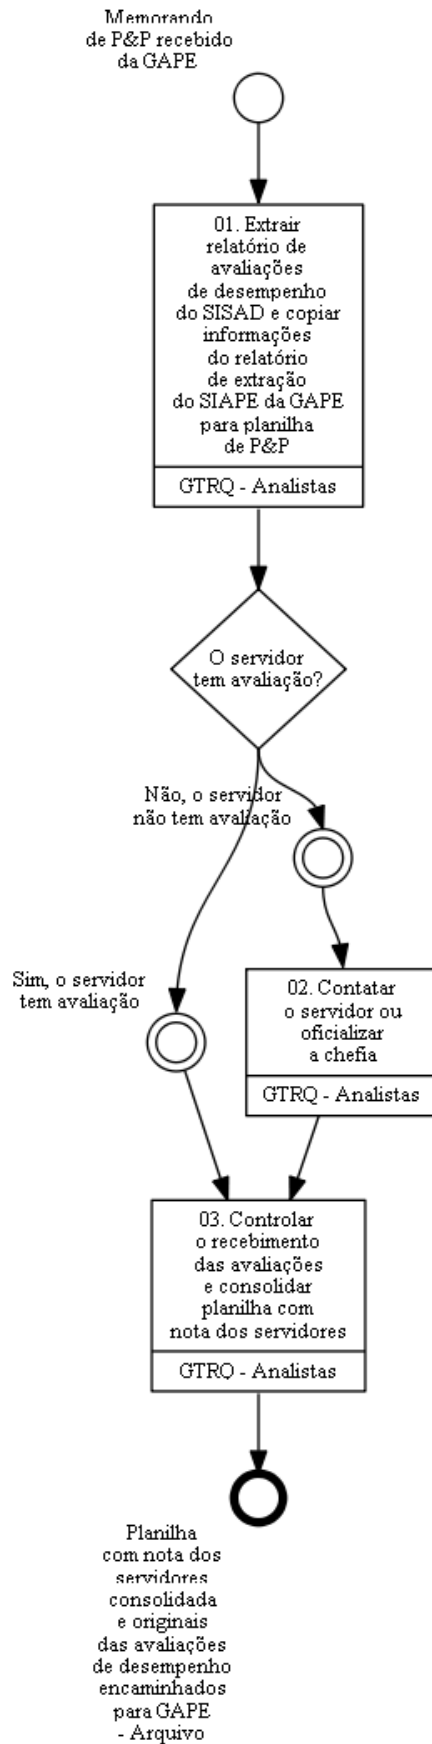 Memorando
de P&P recebido
da GAPE
01. Extrair
relatório de
avaliações
de desempenho
do SISAD e copiar
informações
do relatório
de extração
do SIAPE da GAPE
para planilha
de P&P
GTRQ - Analistas
O servidor
tem avaliação?
Não, o servidor
não tem avaliação
Sim, o servidor
tem avaliação
02. Contatar
o servidor ou
oficializar
a chefia
GTRQ - Analistas
03. Controlar
o recebimento
das avaliações
e consolidar
planilha com
nota dos servidores
GTRQ - Analistas
Planilha
com nota dos
servidores
consolidada
e originais
das avaliações
de desempenho
encaminhados
para GAPE
- Arquivo